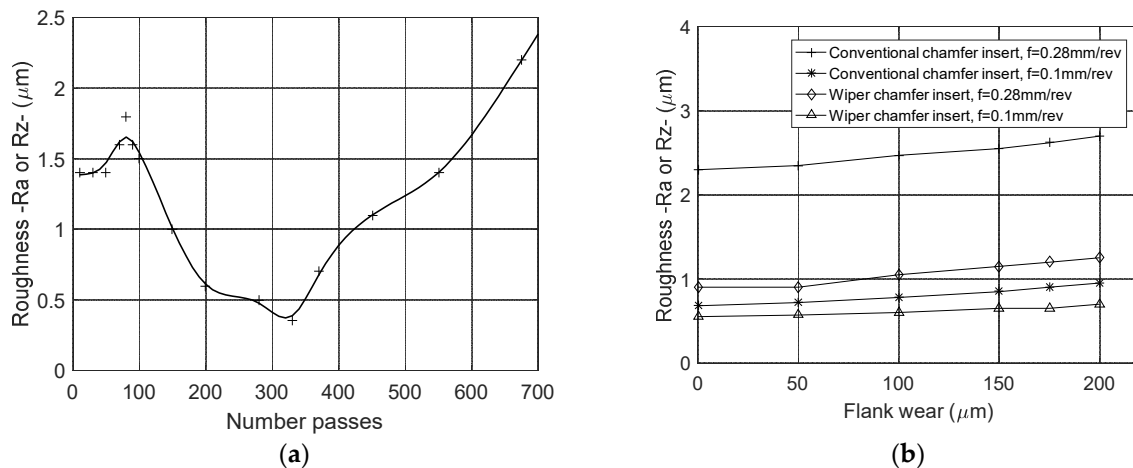 Roughness -Ra or Rz- (μm)
2.5
2
1.5
1
0.5
0
0 100 200 300 400 500 600 700
Number passes
(a)
Roughness -Ra or Rz- (μm)
4
3
2
1
0
Conventional chamfer insert, f=0.28mm/rev
Conventional chamfer insert, f=0.1mm/rev
Wiper chamfer insert, f=0.28mm/rev
Wiper chamfer insert, f=0.1mm/rev
0 50 100 150 200
Flank wear (μm)
(b)